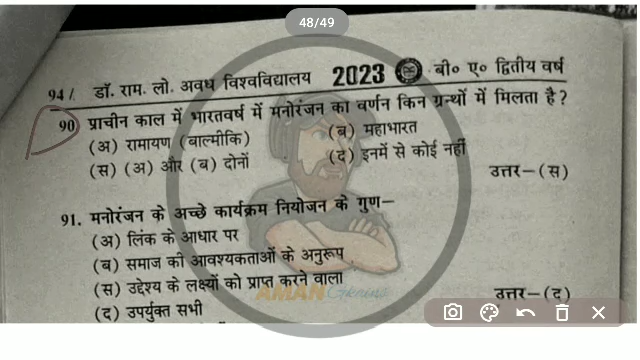 48/49
94 / डॉ. राम. लो. अवध विश्वविद्यालय 2023 बी० ए० द्वितीय वर्ष
90 प्राचीन काल में भारतवर्ष में मनोरंजन का वर्णन किन ग्रन्थों में मिलता है?
(अ) रामायण (बाल्मीकि) (ब) महाभारत
(स) (अ) और (ब) दोनों (द) इनमें से कोई नहीं
उत्तर–(स)
91. मनोरंजन के अच्छे कार्यक्रम नियोजन के गुण–
(अ) लिंक के आधार पर
(ब) समाज की आवश्यकताओं के अनुरूप
(स) उद्देश्य के लक्ष्यों को प्राप्त करने वाला
AMAN
(द) उपर्युक्त सभी उत्तर–(द)